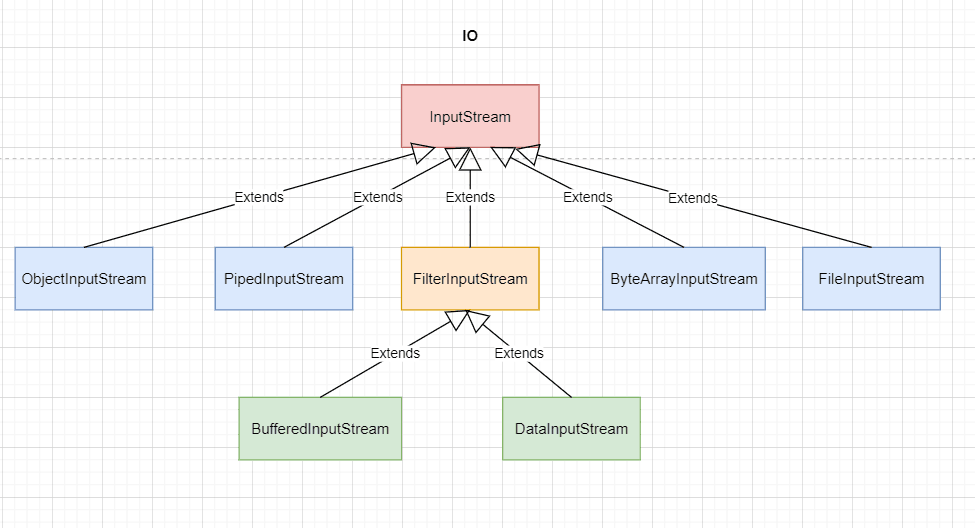 IO
InputStream
Extends
Extends
Extends
Extends
Extends
ObjectInputStream
PipedInputStream
FilterInputStream
ByteArrayInputStream
FileInputStream
Extends
Extends
BufferedInputStream
DataInputStream